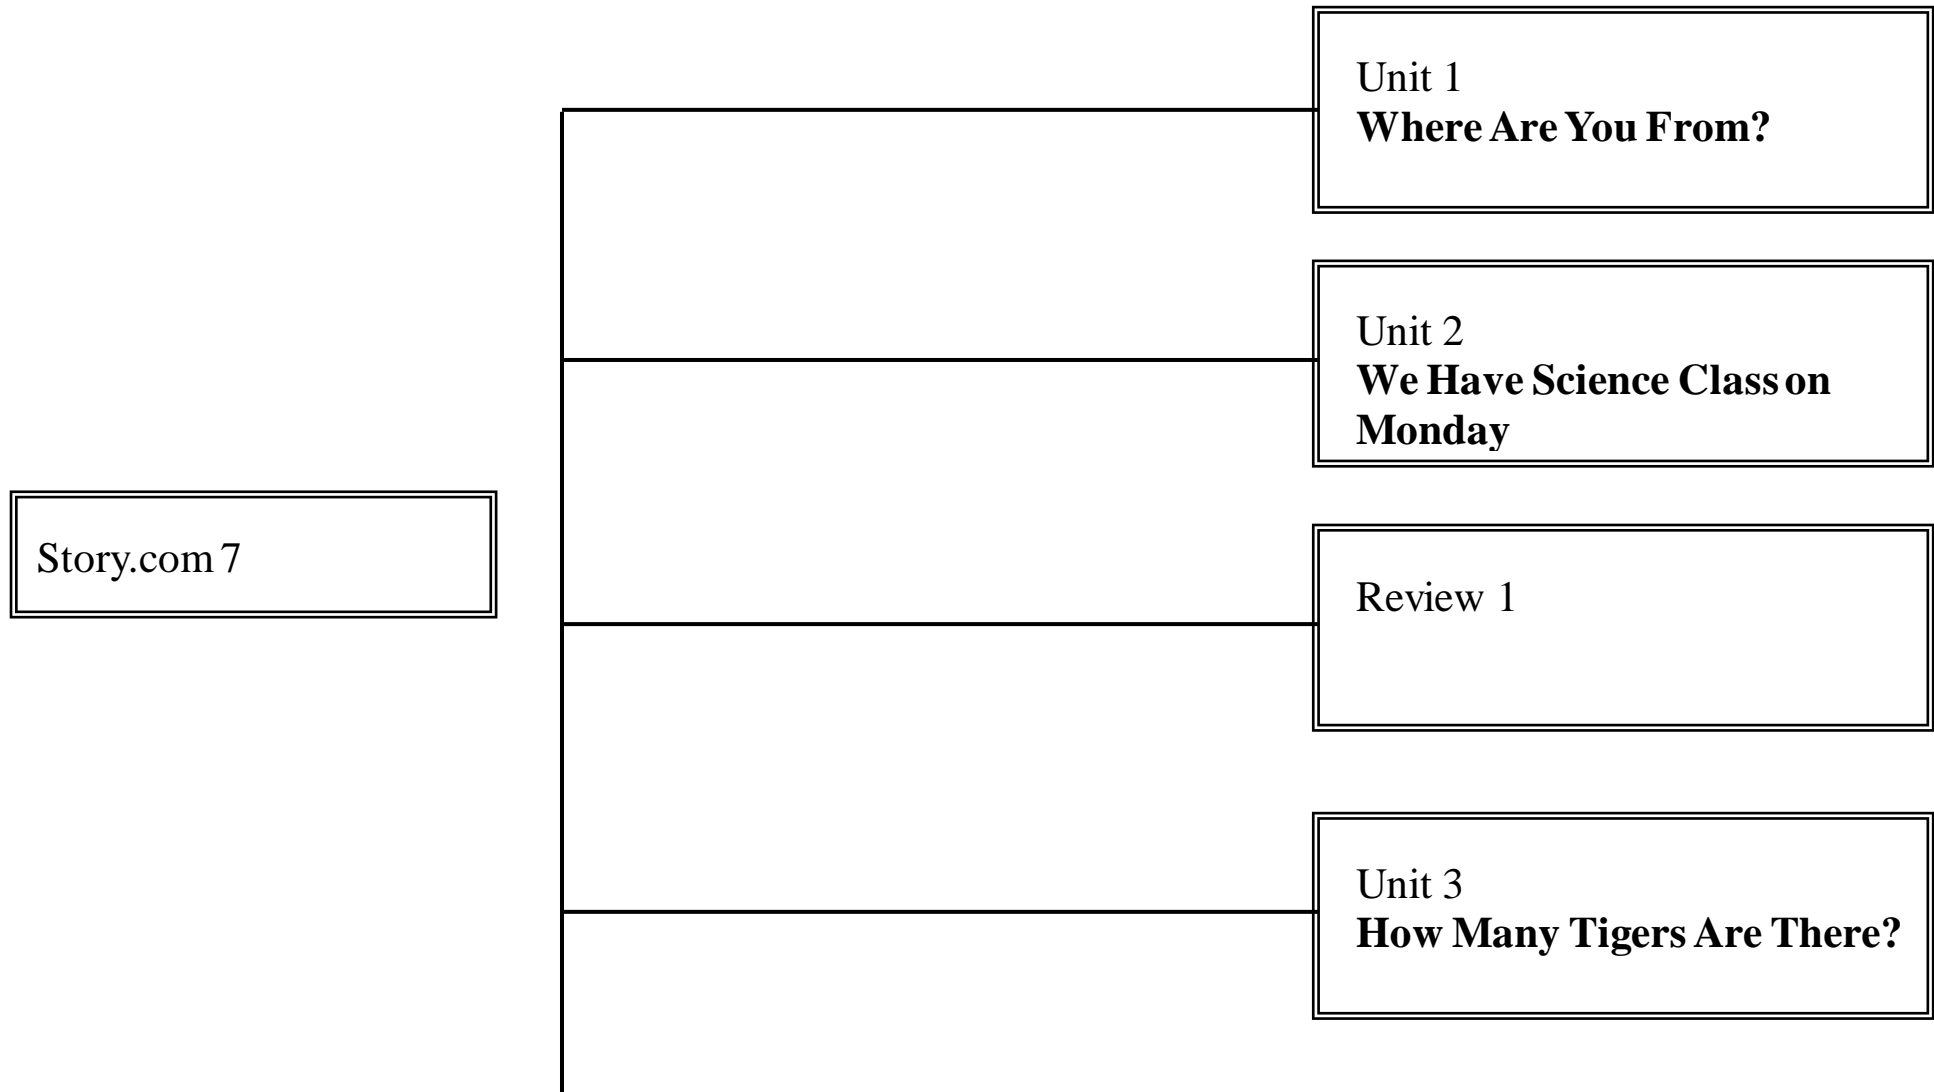 Unit 1
Where Are You From?
Unit 2
We Have Science Class on
Monday
Story.com 7
Review 1
Unit 3
How Many Tigers Are There?